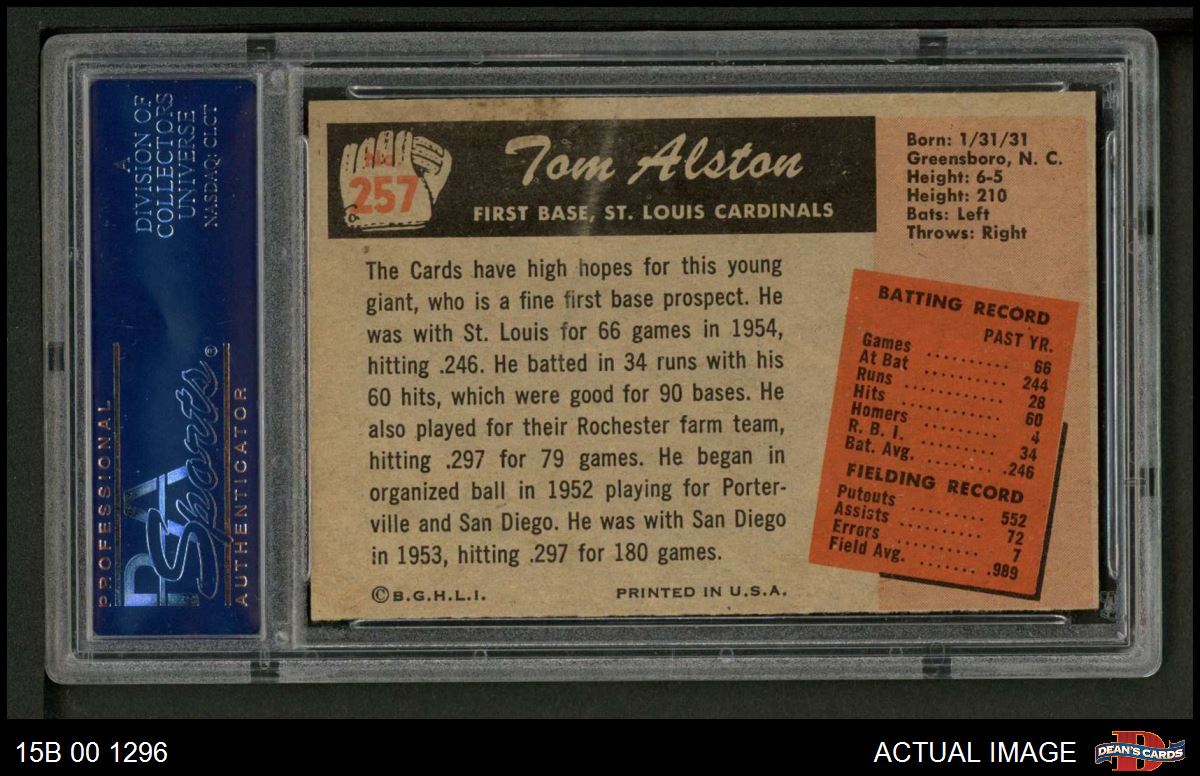 A
DIVISION OF
COLLECTORS
UNIVERSE
NASDAQ: CLCT
PROFESSIONAL
PSA
Sports®
AUTHENTICATOR
No.
257
Tom Alston
FIRST BASE, ST. LOUIS CARDINALS
Born: 1/31/31
Greensboro, N. C.
Height: 6-5
Height: 210
Bats: Left
Throws: Right
The Cards have high hopes for this young
giant, who is a fine first base prospect. He
was with St. Louis for 66 games in 1954,
hitting .246. He batted in 34 runs with his
60 hits, which were good for 90 bases. He
also played for their Rochester farm team,
hitting .297 for 79 games. He began in
organized ball in 1952 playing for Porter-
ville and San Diego. He was with San Diego
in 1953, hitting .297 for 180 games.
BATTING RECORD
PAST YR.
Games .......... 66
At Bat .......... 244
Runs .......... 28
Hits .......... 60
Homers .......... 4
R. B. I. .......... 34
Bat. Avg. .......... .246
FIELDING RECORD
Putouts .......... 552
Assists .......... 72
Errors .......... 7
Field Avg. .......... .989
©B.G.H.L.I.
PRINTED IN U.S.A.
15B 00 1296
ACTUAL IMAGE
DEAN'S CARDS